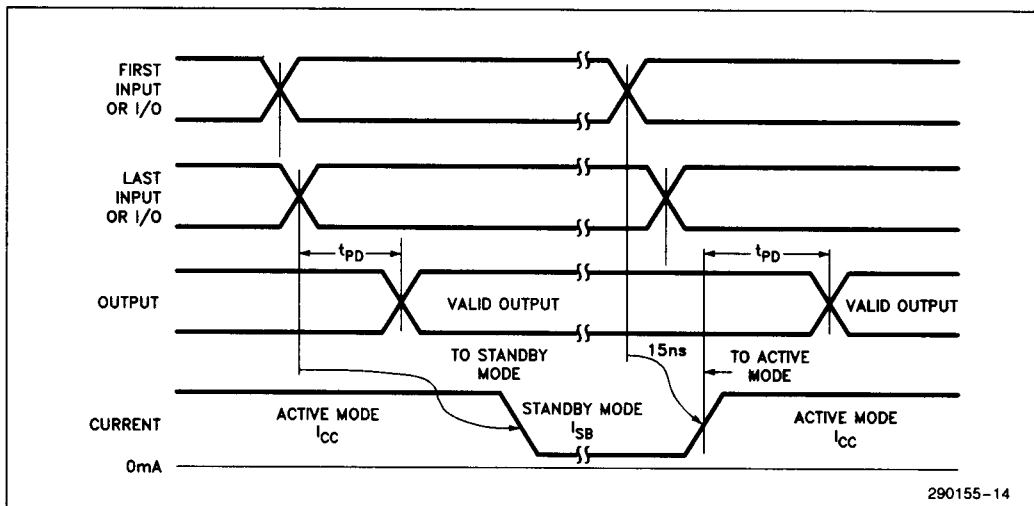 FIRST
INPUT
OR I/O
LAST
INPUT
OR I/O
tPD
tPD
OUTPUT
VALID OUTPUT
VALID OUTPUT
TO STANDBY
MODE
15ns
TO ACTIVE
MODE
CURRENT
ACTIVE MODE
ICC
STANDBY MODE
ISB
ACTIVE MODE
ICC
0mA
290155-14